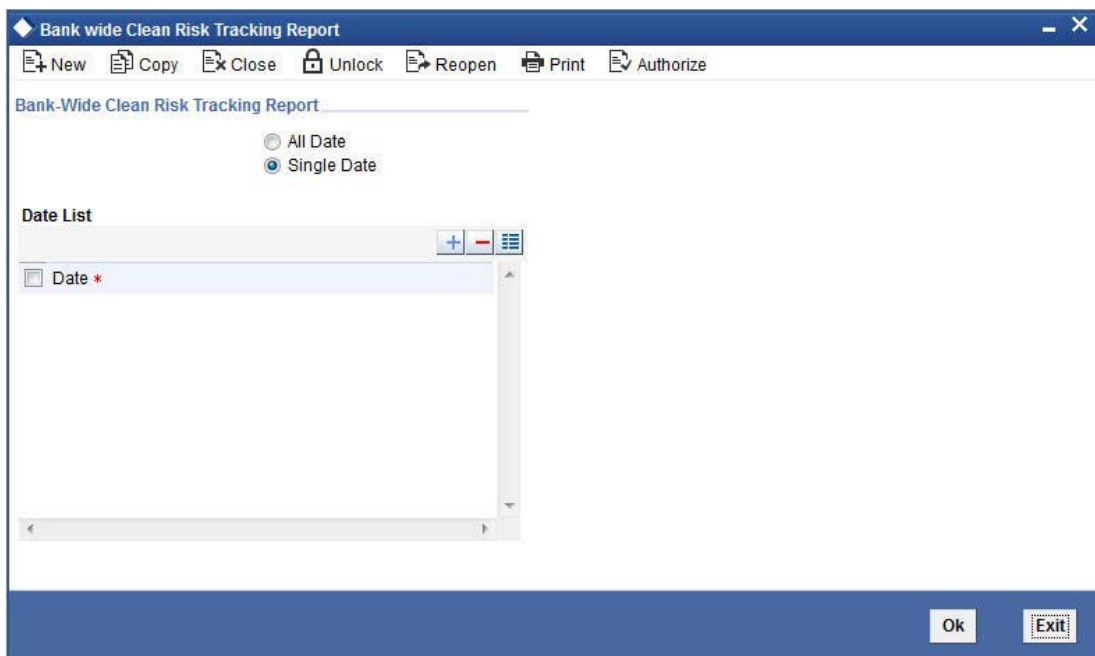 Bank wide Clean Risk Tracking Report
New Copy Close Unlock Reopen Print Authorize
Bank-Wide Clean Risk Tracking Report
All Date
Single Date
Date List
Date *
Ok Exit